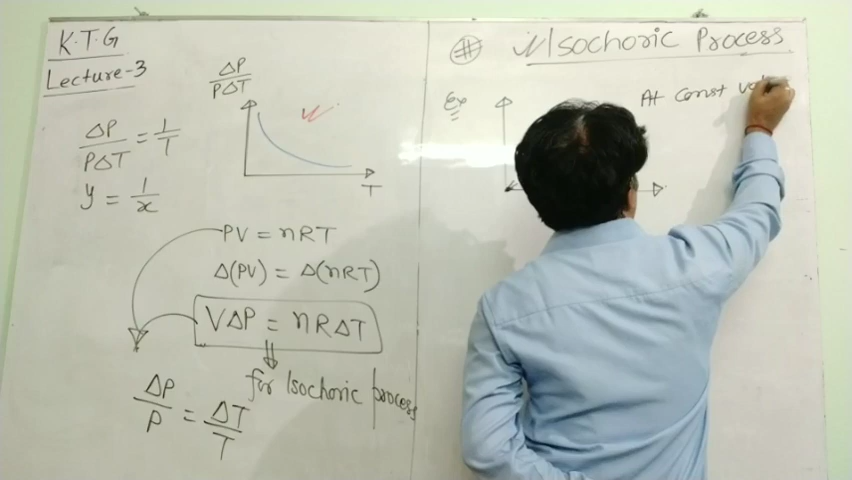 K.T.G
Lecture-3
ΔP/PΔT
T
ΔP/PΔT = 1/T
y = 1/x
PV = nRT
Δ(PV) = Δ(nRT)
VΔP = nRΔT
for Isochoric process
ΔP/P = ΔT/T
# Isochoric Process
Ex
At const